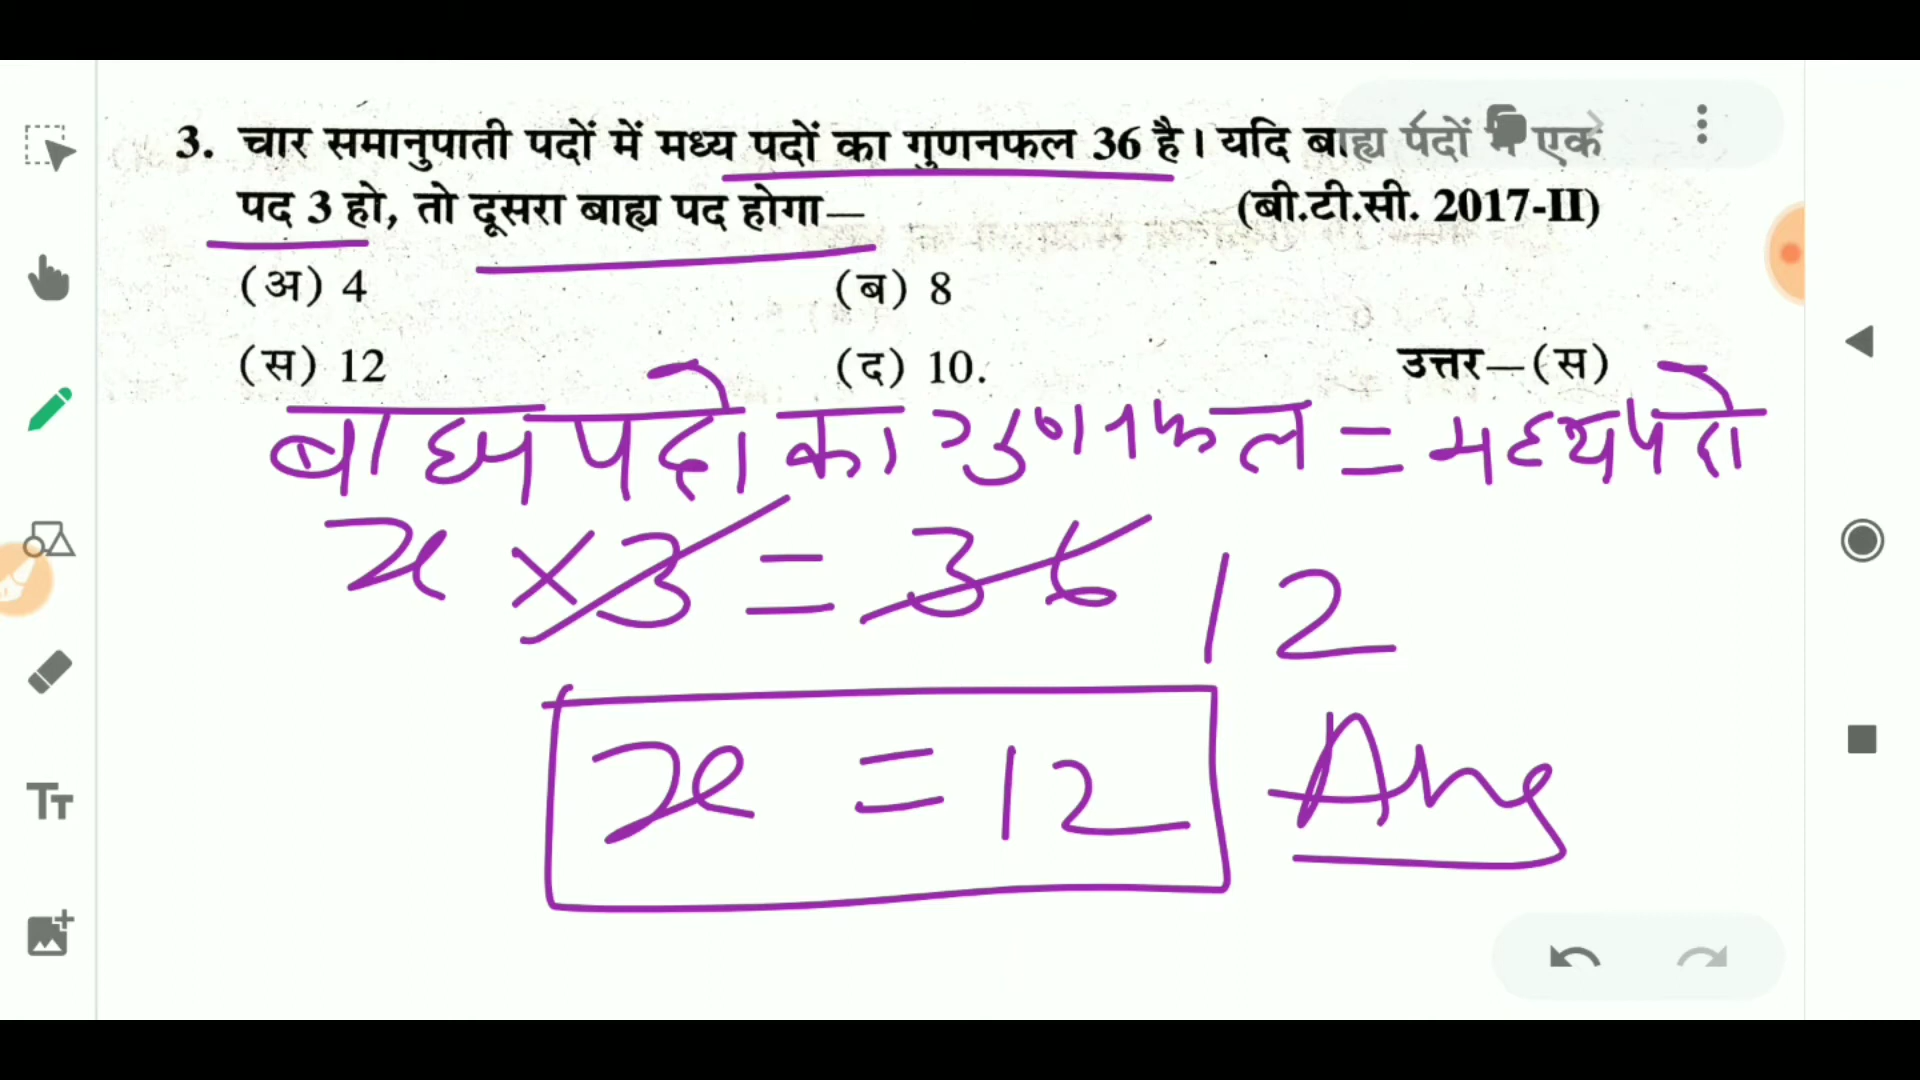 3. चार समानुपाती पदों में मध्य पदों का गुणनफल 36 है। यदि बाह्य पदों में एक
पद 3 हो, तो दूसरा बाह्य पद होगा— (बी.टी.सी. 2017-II)
(अ) 4 (ब) 8
(स) 12 (द) 10. उत्तर—(स)
बाह्य पदो का गुणनफल = मध्य पदो
x × 3 = 36 12
x = 12 Ans
Tт